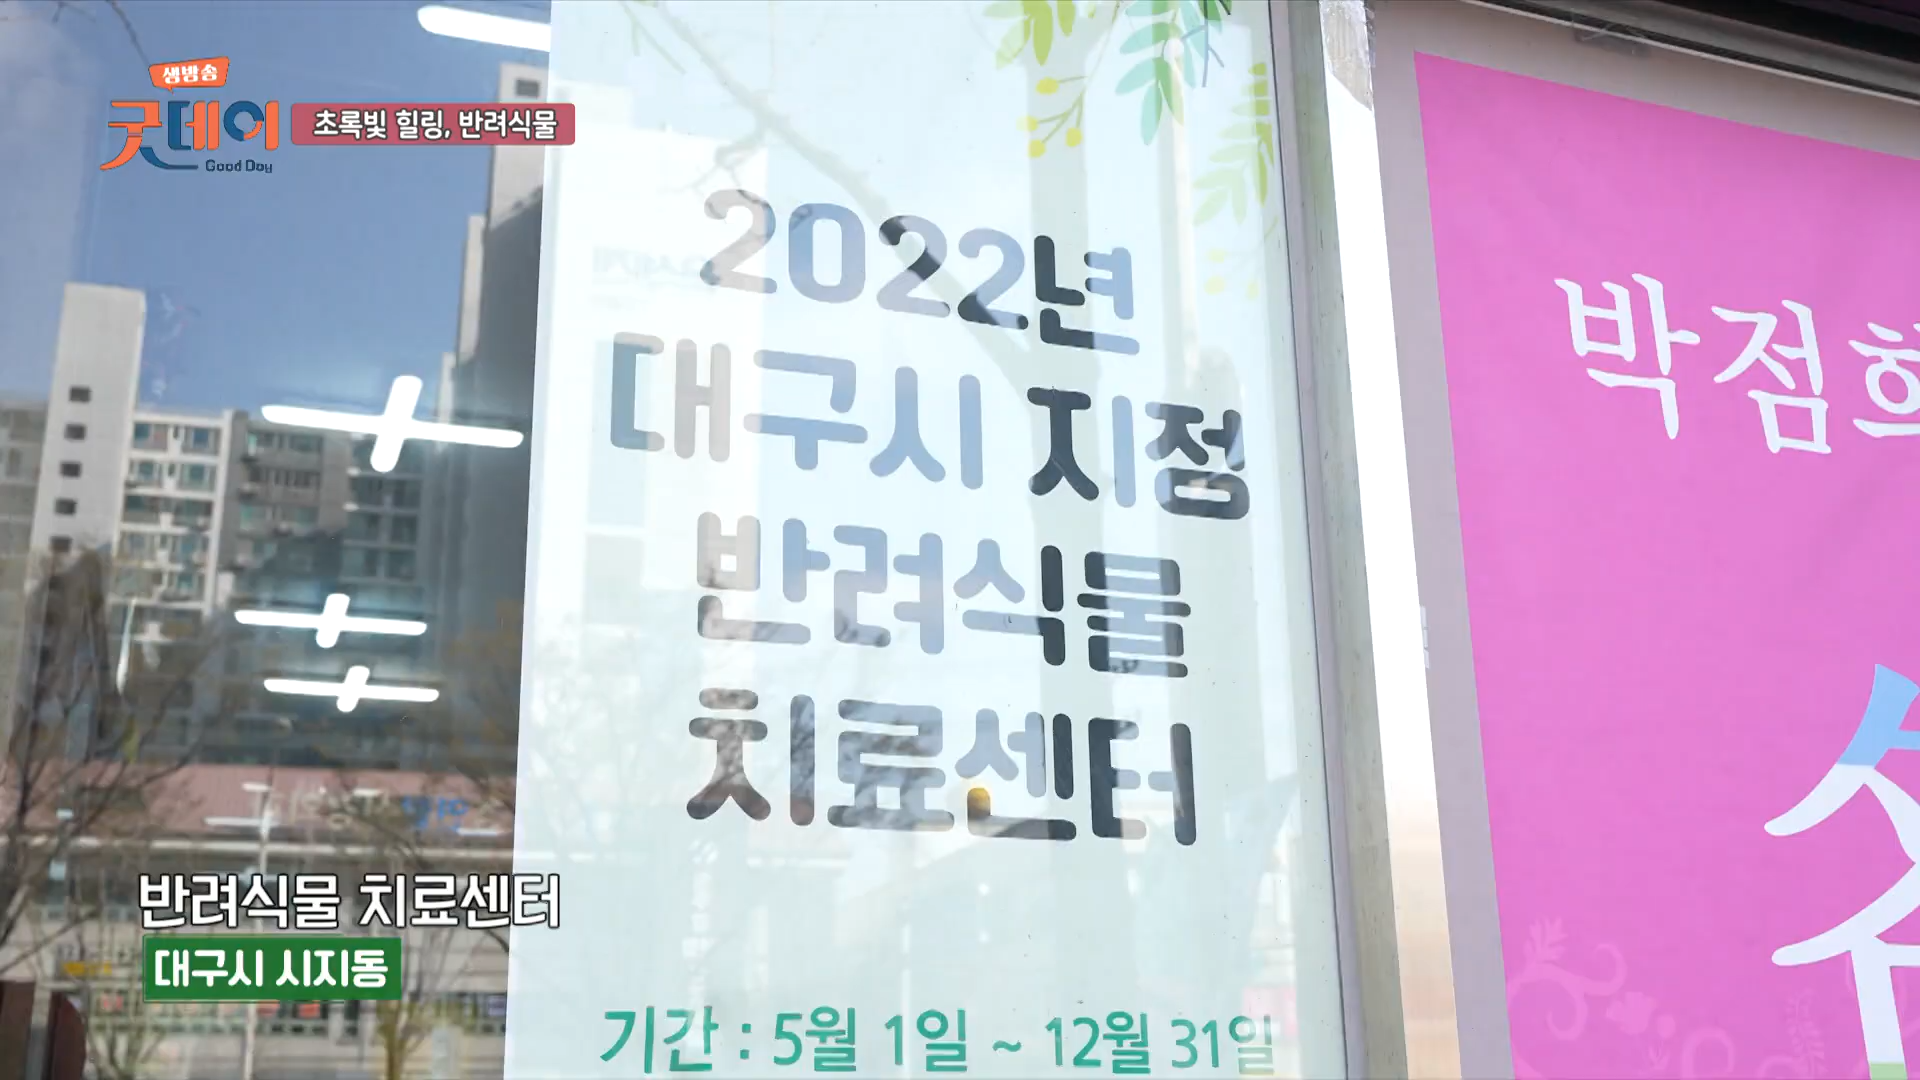 생방송
굿데이
Good Day
초록빛 힐링, 반려식물
2022년
대구시 지정
반려식물
치료센터
기간 : 5월 1일 ~ 12월 31일
박점희
반려식물 치료센터
대구시 시지동